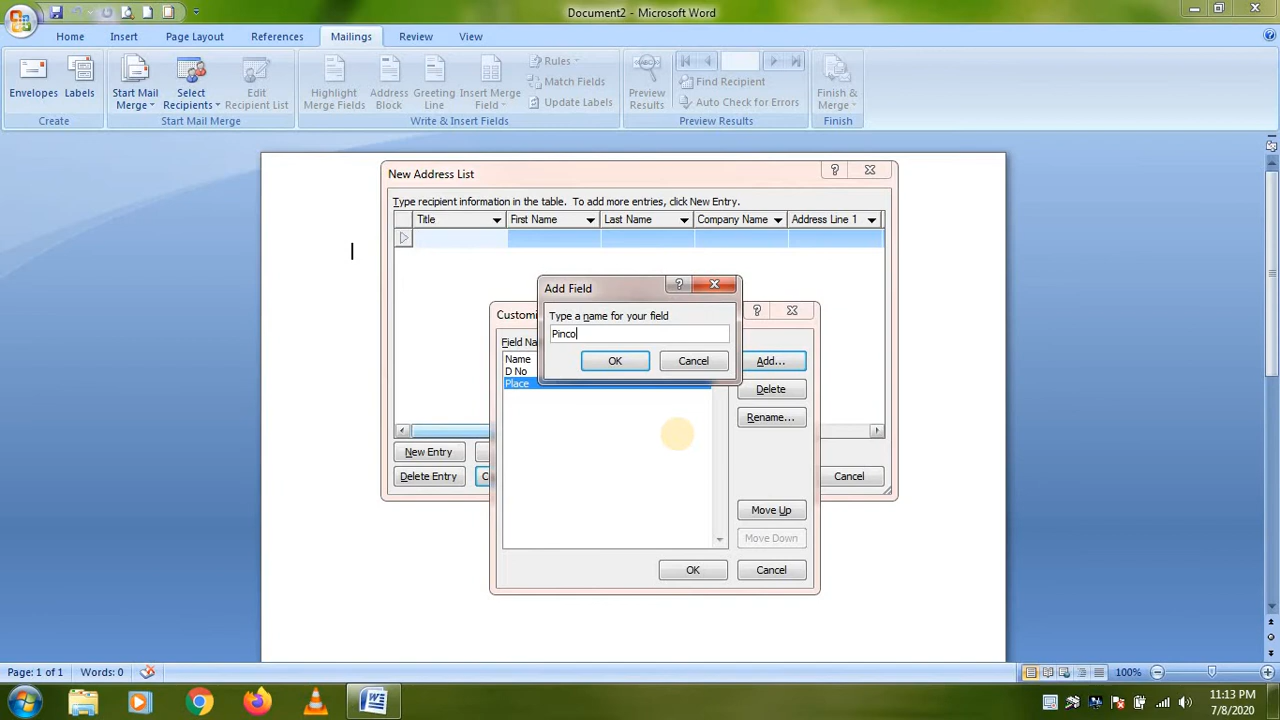 Document2 - Microsoft Word
Home Insert Page Layout References Mailings Review View
Envelopes Labels
Create
Start Mail Merge Select Recipients Edit Recipient List
Start Mail Merge
Highlight Merge Fields Address Block Greeting Line Insert Merge Field
Rules
Match Fields
Update Labels
Write & Insert Fields
Preview Results
Find Recipient
Auto Check for Errors
Preview Results
Finish & Merge
Finish
New Address List
Type recipient information in the table. To add more entries, click New Entry.
Title First Name Last Name Company Name Address Line 1
Add Field
Type a name for your field
Pinco
OK Cancel
Customi
Field Na
Name
D No
Place
Add...
Delete
Rename...
Move Up
Move Down
OK Cancel
New Entry
Delete Entry C Cancel
Page: 1 of 1 Words: 0 100%
11:13 PM
7/8/2020